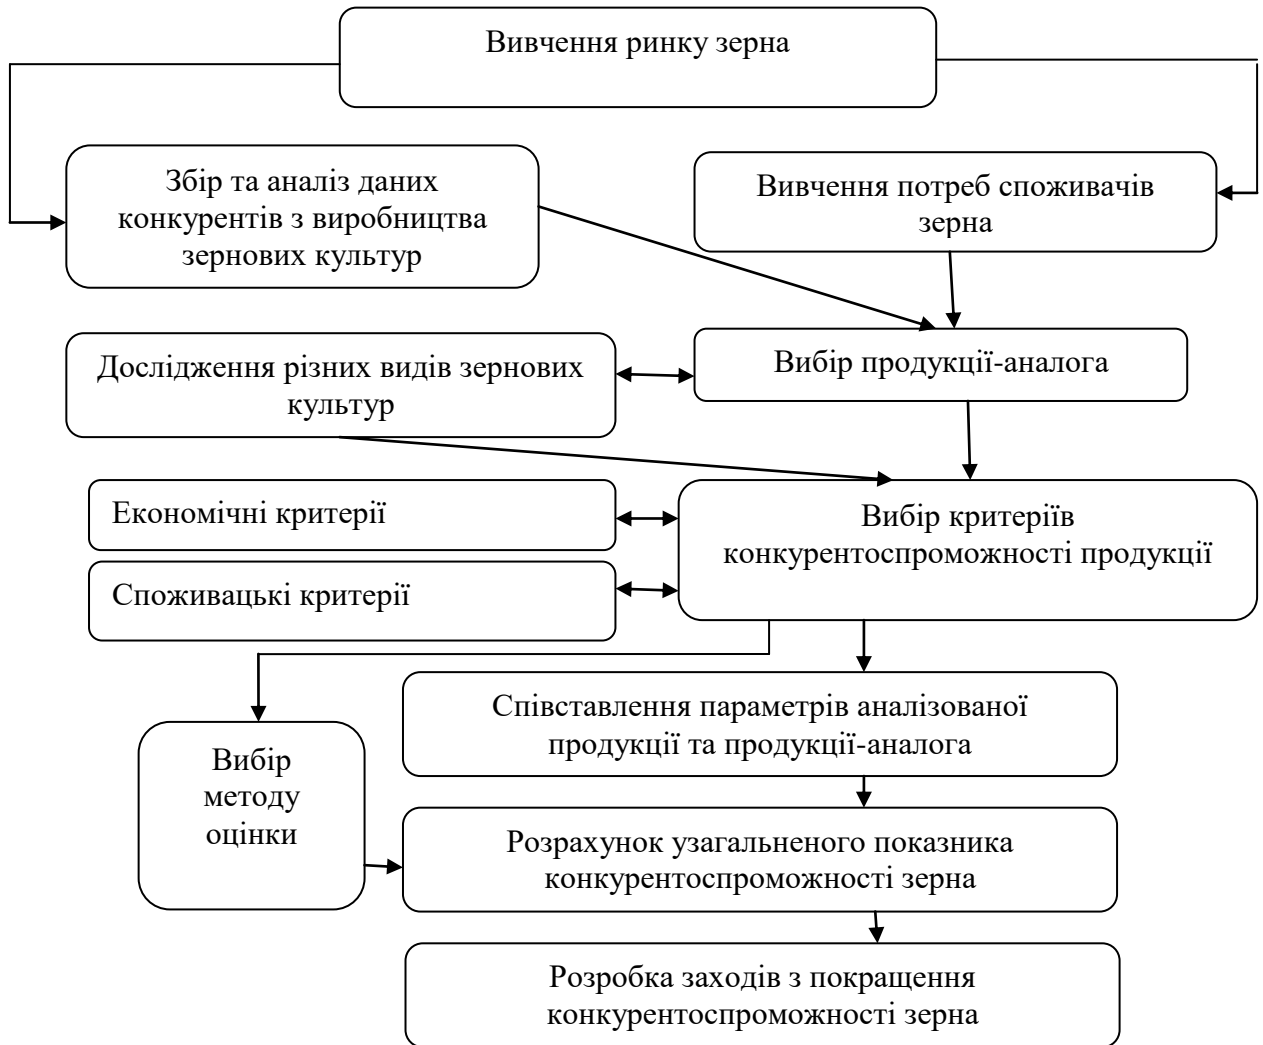 Вивчення ринку зерна
Збір та аналіз даних
конкурентів з виробництва
зернових культур
Вивчення потреб споживачів
зерна
Дослідження різних видів зернових
культур
Вибір продукції-аналога
Економічні критерії
Споживацькі критерії
Вибір критеріїв
конкурентоспроможності продукції
Співставлення параметрів аналізованої
продукції та продукції-аналога
Вибір
методу
оцінки
Розрахунок узагальненого показника
конкурентоспроможності зерна
Розробка заходів з покращення
конкурентоспроможності зерна